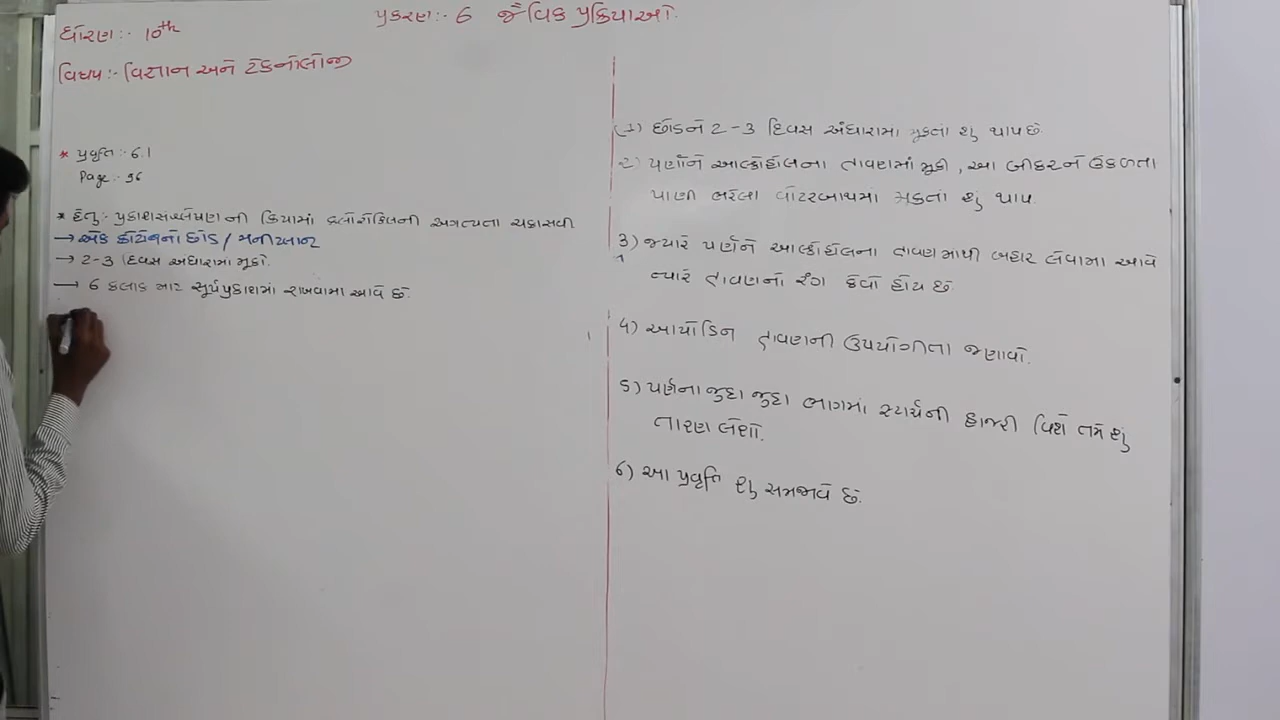 પ્રકરણ:- 6 જૈવિક પ્રક્રિયાઓ.
ધોરણ:- 10th
વિષય:- વિજ્ઞાન અને ટેકનોલોજી
* પ્રવૃતિ:- 6.1
Page:- 96
* હેતુ:- પ્રકાશસંશ્લેષણ ની ક્રિયામાં ક્લોરોફિલની અગત્યતા ચકાસવી
→ એક ક્રોટોનનો છોડ / મનીપ્લાન્ટ
→ 2-3 દિવસ અંધારામાં મૂકો.
→ 6 કલાક માટે સૂર્યપ્રકાશમાં રાખવામા આવે છે.
1) છોડને 2-3 દિવસ અંધારામાં મૂકતાં શું થાય છે.
2) પર્ણોને આલ્કોહોલના દ્રાવણમાં મૂકી, આ બીકરને ઉકળતા
પાણી ભરેલા વોટરબાથમાં મૂકતાં શું થાય.
3) જ્યારે પર્ણને આલ્કોહોલના દ્રાવણમાંથી બહાર લેવામા આવે
ત્યારે દ્રાવણનો રંગ કેવો હોય છે.
4) આયોડિન દ્રાવણની ઉપયોગીતા જણાવો.
5) પર્ણના જુદા જુદા ભાગમાં સ્ટાર્ચની હાજરી વિશે તમે શું
તારણ લેશો.
6) આ પ્રવૃતિ શું સમજાવે છે.